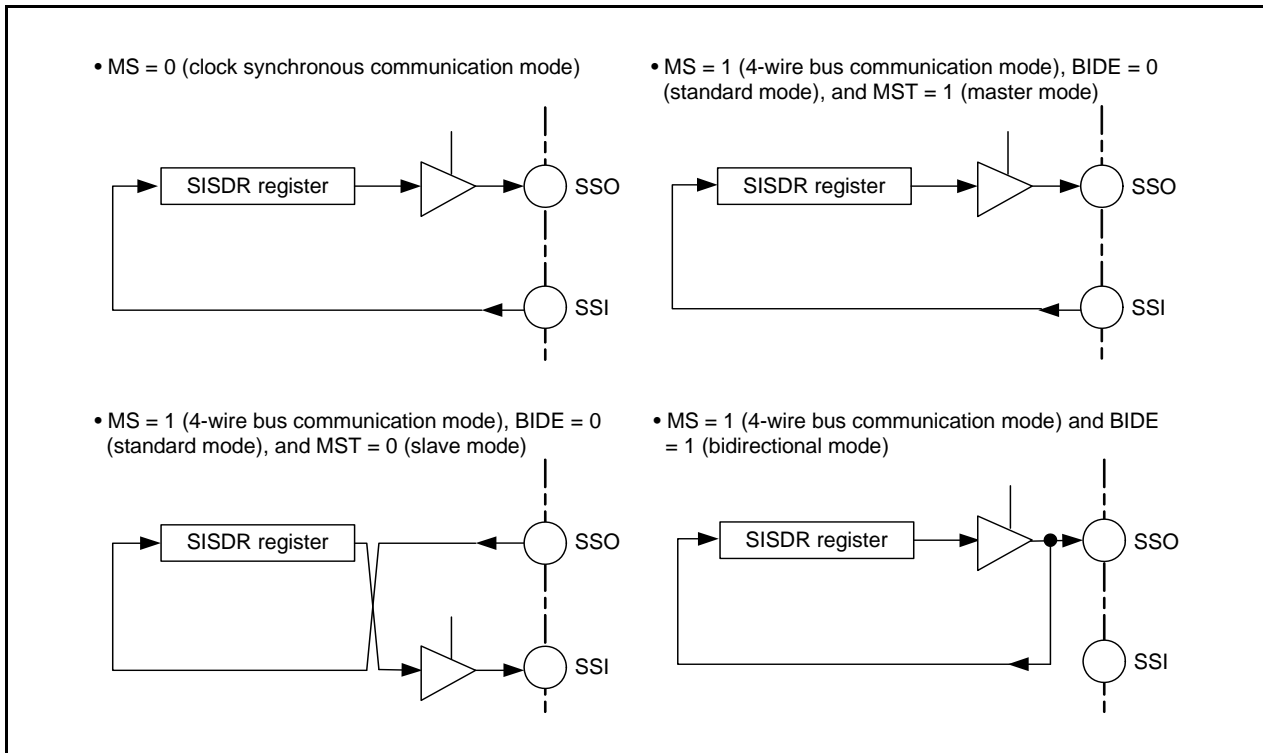 • MS = 0 (clock synchronous communication mode)
SISDR register
SSO
SSI
• MS = 1 (4-wire bus communication mode), BIDE = 0
(standard mode), and MST = 1 (master mode)
SISDR register
SSO
SSI
• MS = 1 (4-wire bus communication mode), BIDE = 0
(standard mode), and MST = 0 (slave mode)
SISDR register
SSO
SSI
• MS = 1 (4-wire bus communication mode) and BIDE
= 1 (bidirectional mode)
SISDR register
SSO
SSI